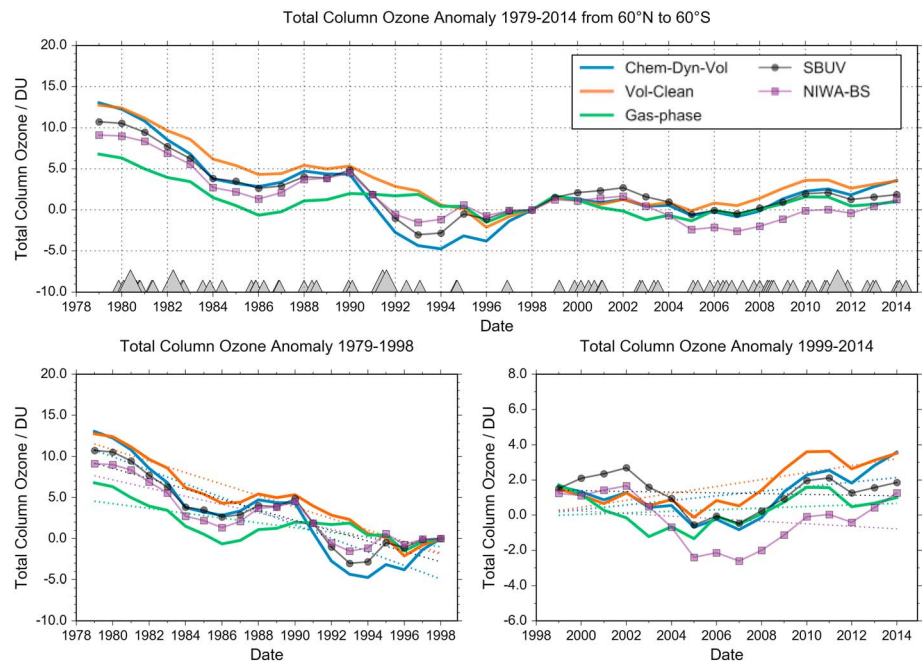 Total Column Ozone Anomaly 1979-2014 from 60°N to 60°S
Total Column Ozone / DU
20.0
15.0
10.0
5.0
0.0
-5.0
-10.0
Chem-Dyn-Vol
Vol-Clean
Gas-phase
SBUV
NIWA-BS
1978 1980 1982 1984 1986 1988 1990 1992 1994 1996 1998 2000 2002 2004 2006 2008 2010 2012 2014
Date
Total Column Ozone Anomaly 1979-1998
Total Column Ozone / DU
20.0
15.0
10.0
5.0
0.0
-5.0
-10.0
1978 1980 1982 1984 1986 1988 1990 1992 1994 1996 1998
Date
Total Column Ozone Anomaly 1999-2014
Total Column Ozone / DU
8.0
6.0
4.0
2.0
0.0
-2.0
-4.0
-6.0
1998 2000 2002 2004 2006 2008 2010 2012 2014
Date